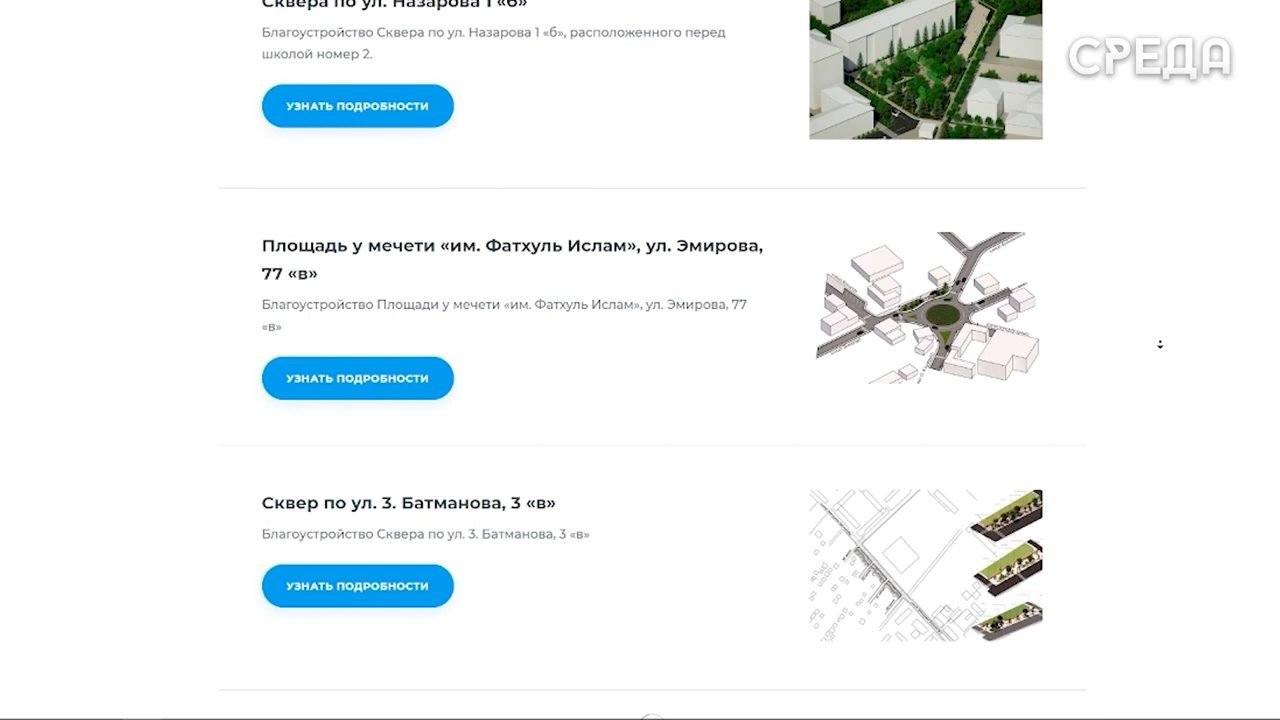 Сквера по ул. Назарова 1 «б»
СРЕДА
Благоустройство Сквера по ул. Назарова 1 «б», расположенного перед
школой номер 2.
УЗНАТЬ ПОДРОБНОСТИ
Площадь у мечети «им. Фатхуль Ислам», ул. Эмирова,
77 «в»
Благоустройство Площади у мечети «им. Фатхуль Ислам», ул. Эмирова, 77
«в»
УЗНАТЬ ПОДРОБНОСТИ
Сквер по ул. З. Батманова, 3 «в»
Благоустройство Сквера по ул. З. Батманова, 3 «в»
УЗНАТЬ ПОДРОБНОСТИ